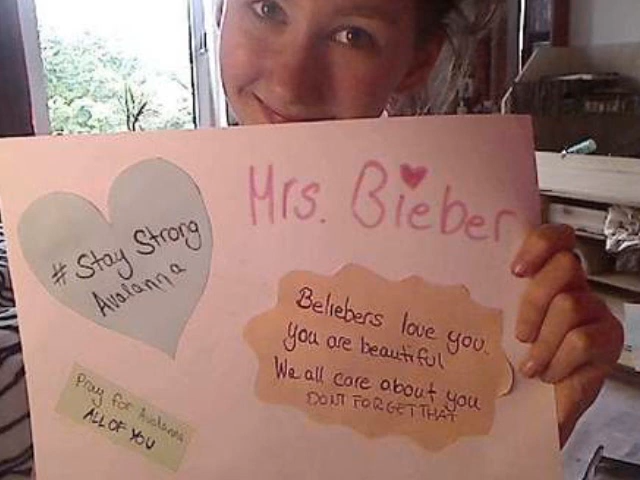 Mrs. Bieber
# Stay Strong
Avalanna
Beliebers love you.
you are beautiful
We all care about you
DONT FORGET THAT
Pray for Avalanna
ALL OF YOU